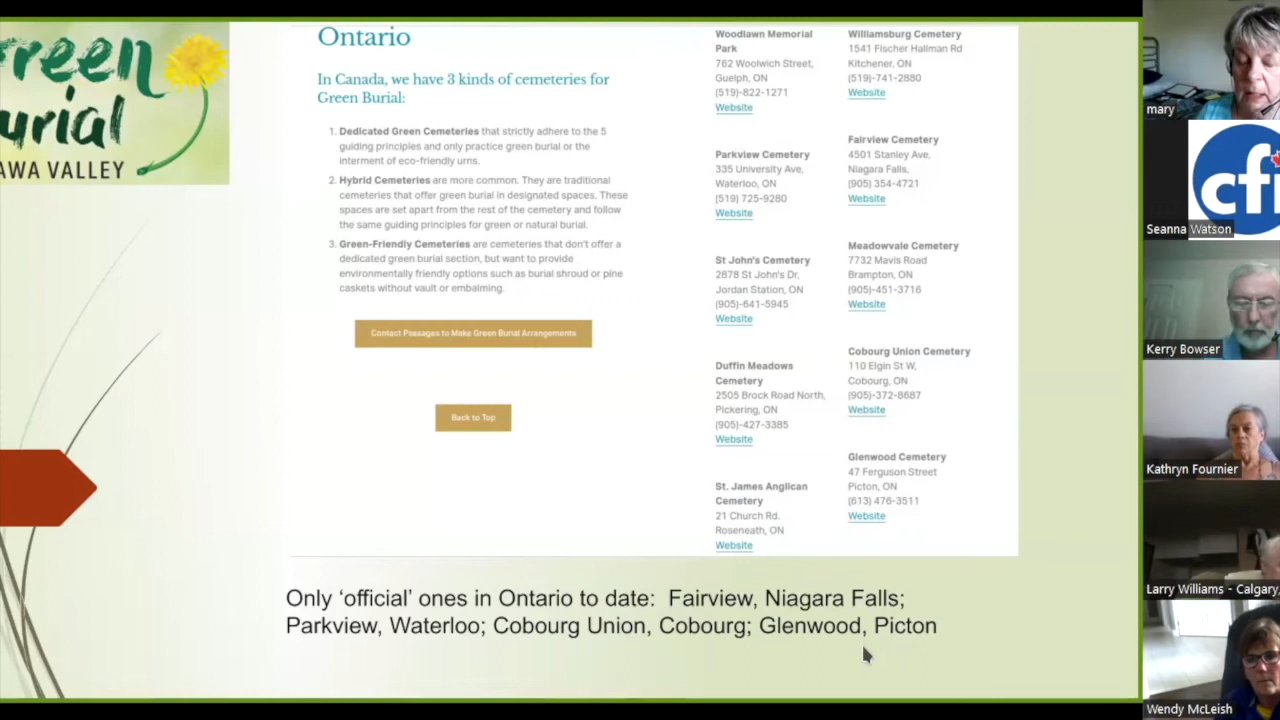 Green
Burial
AWA VALLEY
Ontario
In Canada, we have 3 kinds of cemeteries for
Green Burial:
1. Dedicated Green Cemeteries that strictly adhere to the 5
guiding principles and only practice green burial or the
interment of eco-friendly urns.
2. Hybrid Cemeteries are more common. They are traditional
cemeteries that offer green burial in designated spaces. These
spaces are set apart from the rest of the cemetery and follow
the same guiding principles for green or natural burial.
3. Green-Friendly Cemeteries are cemeteries that don't offer a
dedicated green burial section, but want to provide
environmentally friendly options such as burial shroud or pine
caskets without vault or embalming.
Contact Passages to Make Green Burial Arrangements
Back to Top
Woodlawn Memorial
Park
762 Woolwich Street,
Guelph, ON
(519)-822-1271
Website
Parkview Cemetery
335 University Ave,
Waterloo, ON
(519) 725-9280
Website
St John's Cemetery
2878 St John's Dr,
Jordan Station, ON
(905)-641-5945
Website
Duffin Meadows
Cemetery
2505 Brock Road North,
Pickering, ON
(905)-427-3385
Website
St. James Anglican
Cemetery
21 Church Rd.
Roseneath, ON
Website
Williamsburg Cemetery
1541 Fischer Hallman Rd
Kitchener, ON
(519)-741-2880
Website
Fairview Cemetery
4501 Stanley Ave,
Niagara Falls,
(905) 354-4721
Website
Meadowvale Cemetery
7732 Mavis Road
Brampton, ON
(905)-451-3716
Website
Cobourg Union Cemetery
110 Elgin St W,
Cobourg, ON
(905)-372-8687
Website
Glenwood Cemetery
47 Ferguson Street
Picton, ON
(613) 476-3511
Website
Only ‘official’ ones in Ontario to date:  Fairview, Niagara Falls;
Parkview, Waterloo; Cobourg Union, Cobourg; Glenwood, Picton
mary
cfi
Seanna Watson
Kerry Bowser
Kathryn Fournier
Larry Williams - Calgary,
Wendy McLeish